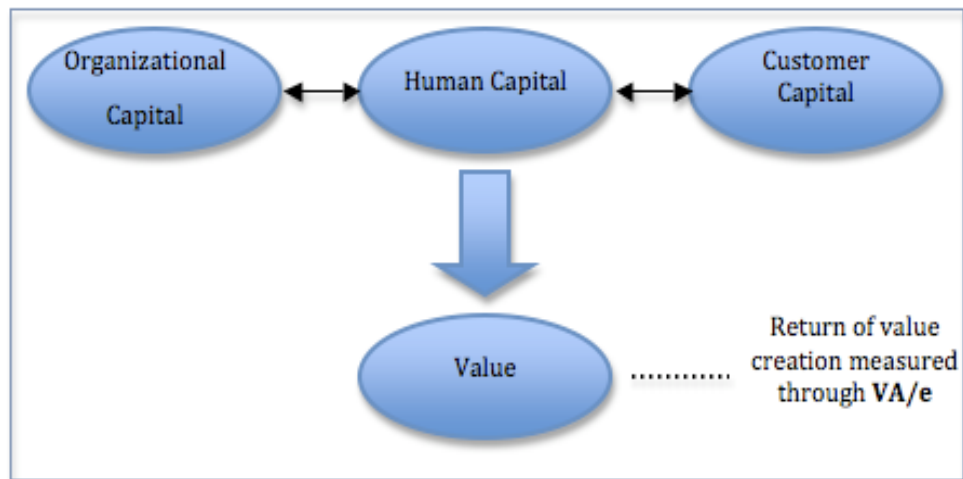 Organizational
Capital
Human Capital
Customer
Capital
Value
Return of value
creation measured
through VA/e